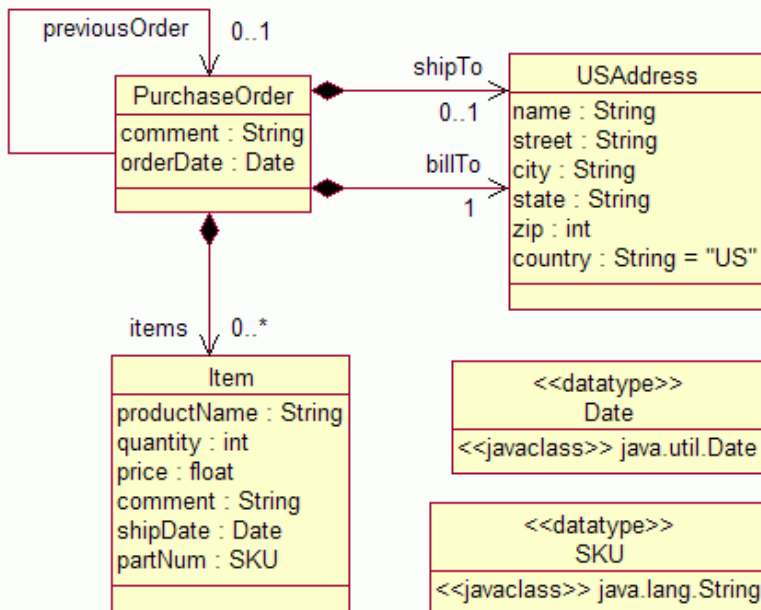 previousOrder
0..1
PurchaseOrder
comment : String
orderDate : Date
shipTo
0..1
billTo
1
USAddress
name : String
street : String
city : String
state : String
zip : int
country : String = "US"
items
0..*
Item
productName : String
quantity : int
price : float
comment : String
shipDate : Date
partNum : SKU
<<datatype>>
Date
<<javaclass>> java.util.Date
<<datatype>>
SKU
<<javaclass>> java.lang.String